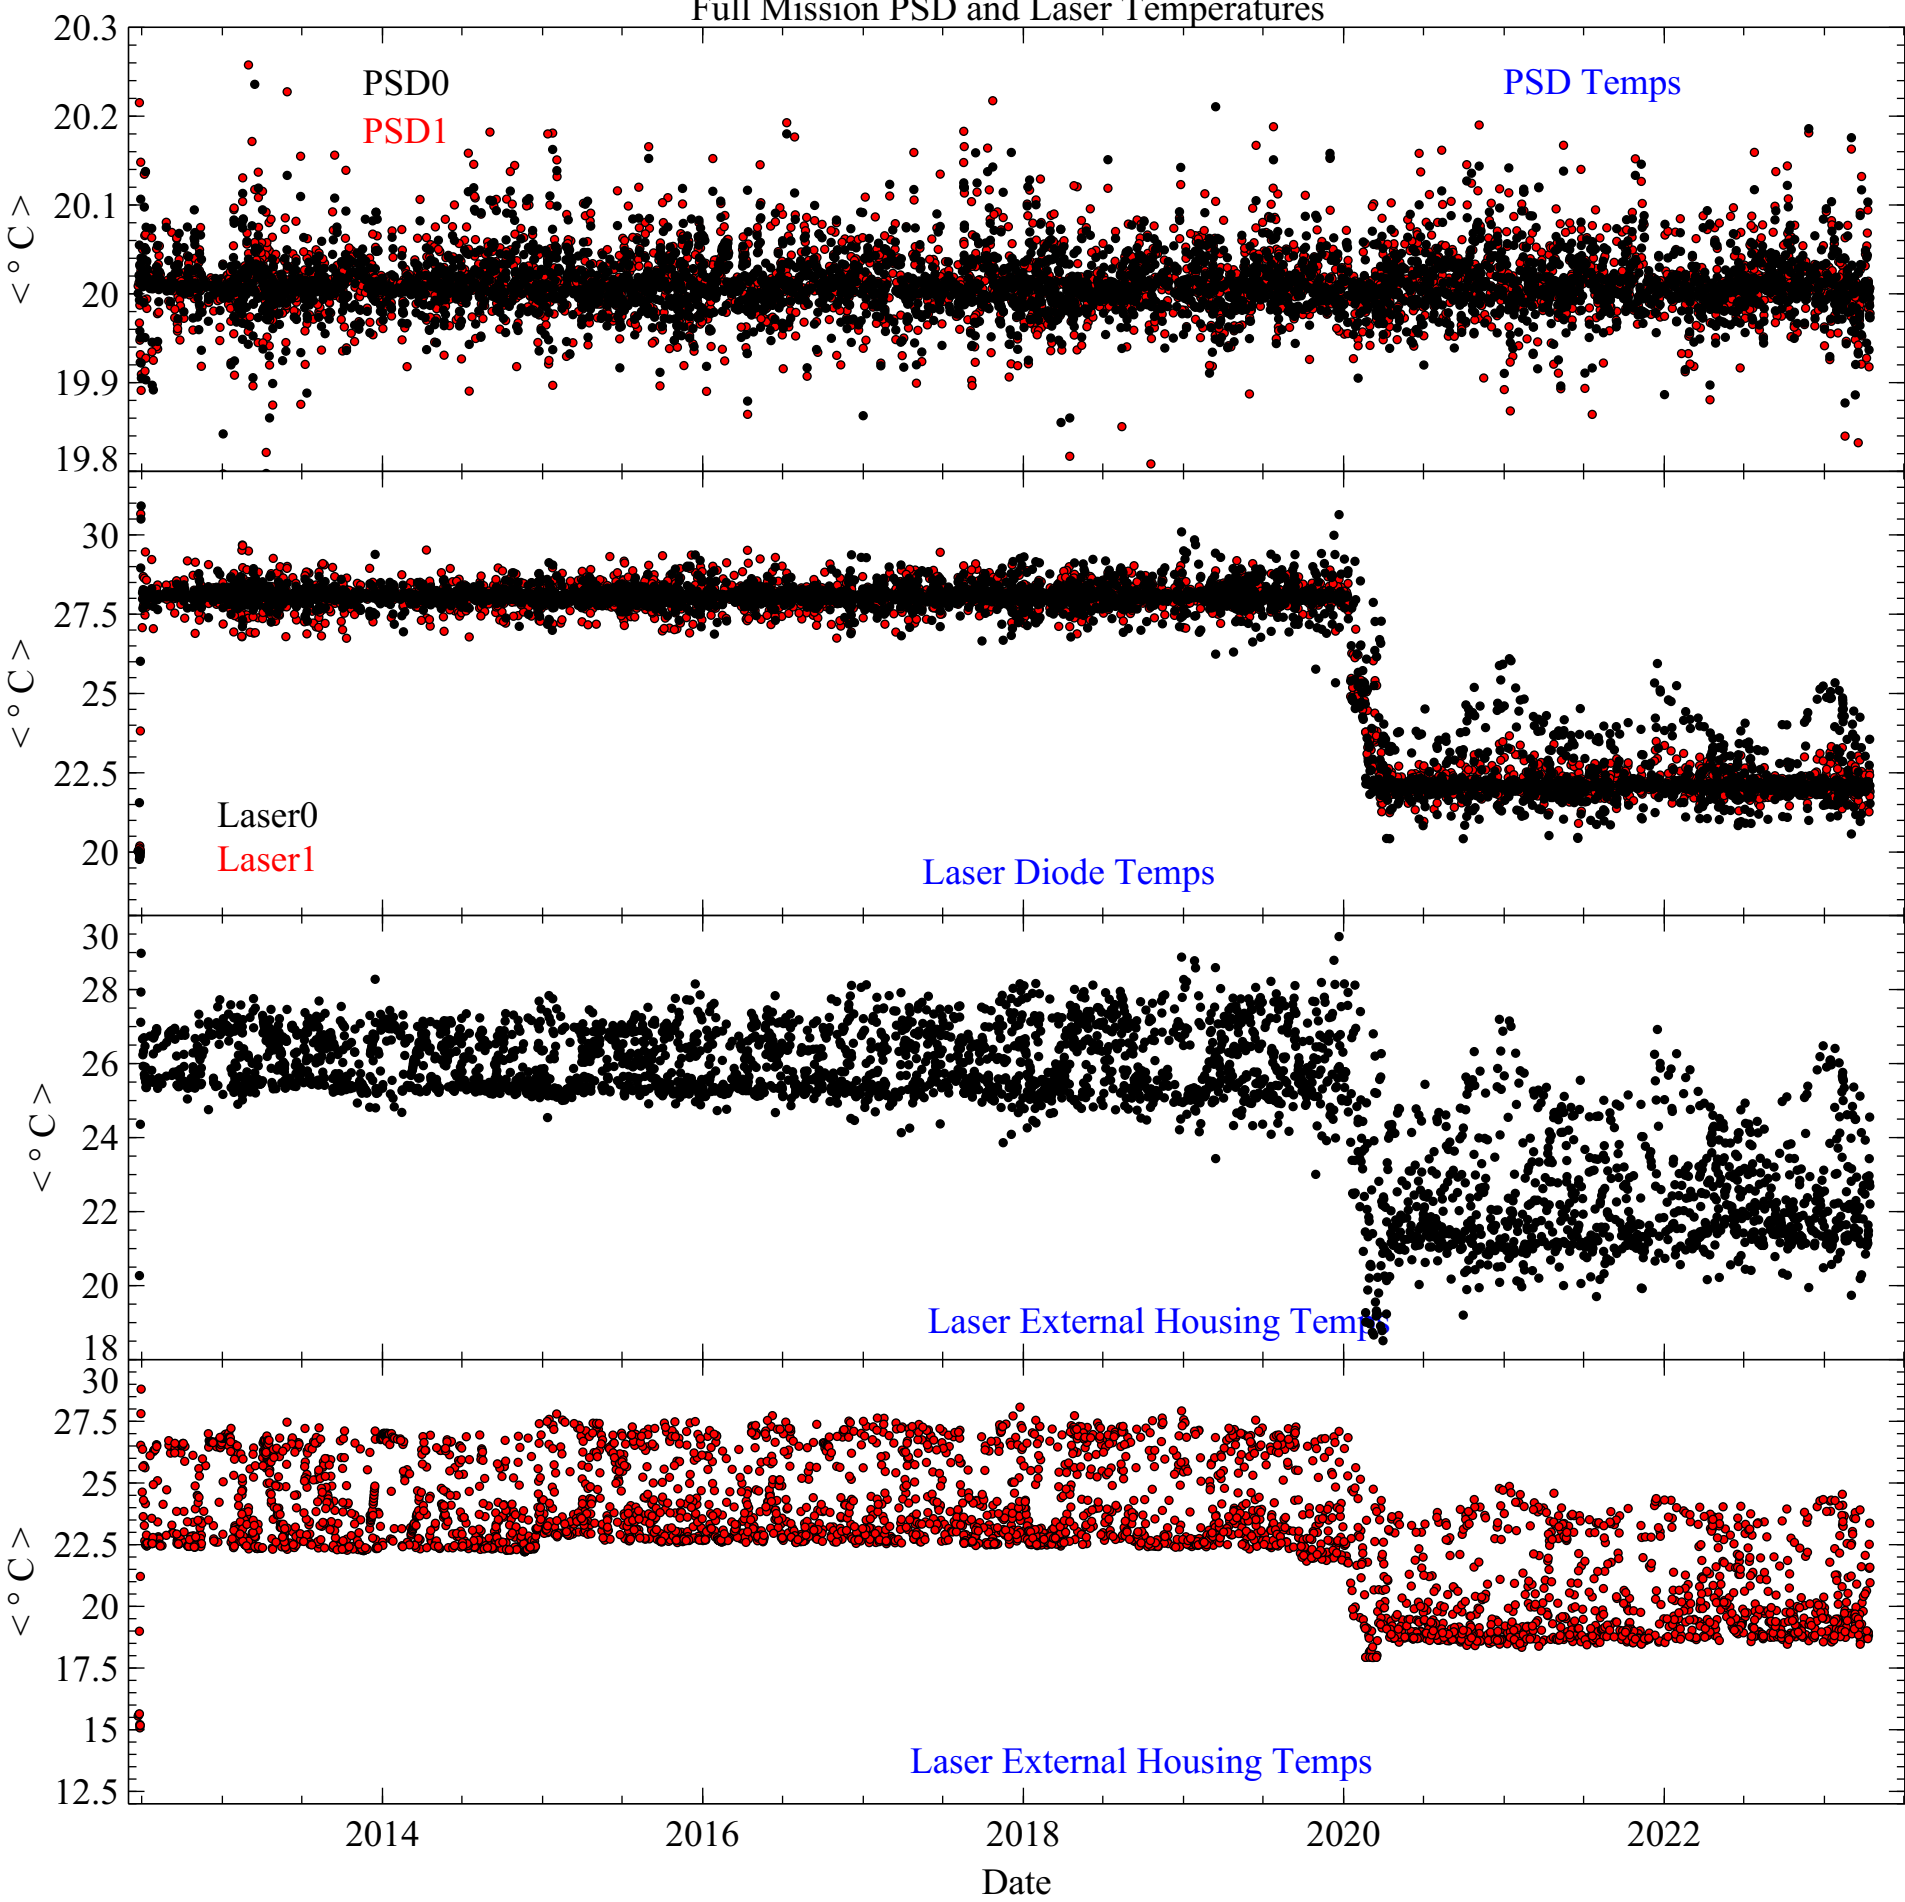 Full Mission PSD and Laser Temperatures
20.3
PSD0
PSD Temps
20.2
PSD1
20.1
<°C>
20
19.9
19.8
30
27.5
<°C>
25
22.5
Laser0
20
Laser1
Laser Diode Temps
30
28
26
<°C>
24
22
20
Laser External Housing Temps
18
30
27.5
25
22.5
<°C>
20
17.5
15
Laser External Housing Temps
12.5
2014 2016 2018 2020 2022
Date